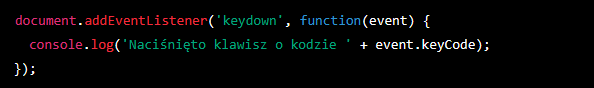 document.addEventListener('keydown', function(event) {
  console.log('Naciśnięto klawisz o kodzie ' + event.keyCode);
});